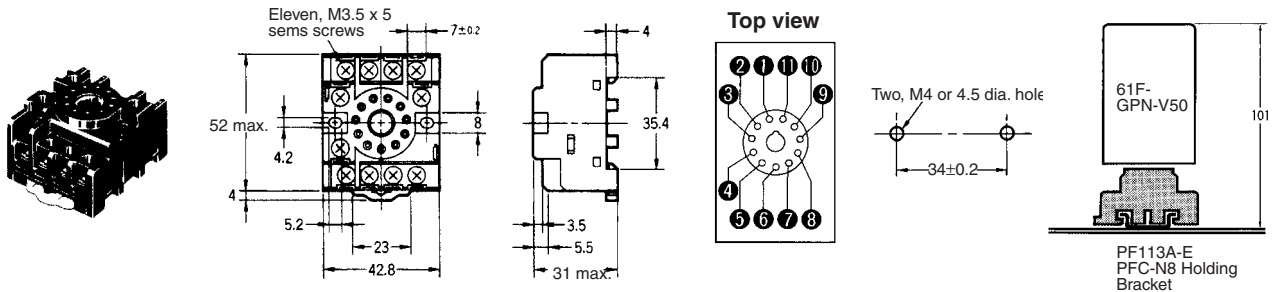 Eleven, M3.5 x 5
sems screws
7±0.2
4
Top view
2 1 11 10
3 9
4
5 6 7 8
52 max.
4.2
4
5.2
23
42.8
8
35.4
3.5
5.5
31 max.
Two, M4 or 4.5 dia. hole
34±0.2
61F-
GPN-V50
101
PF113A-E
PFC-N8 Holding
Bracket